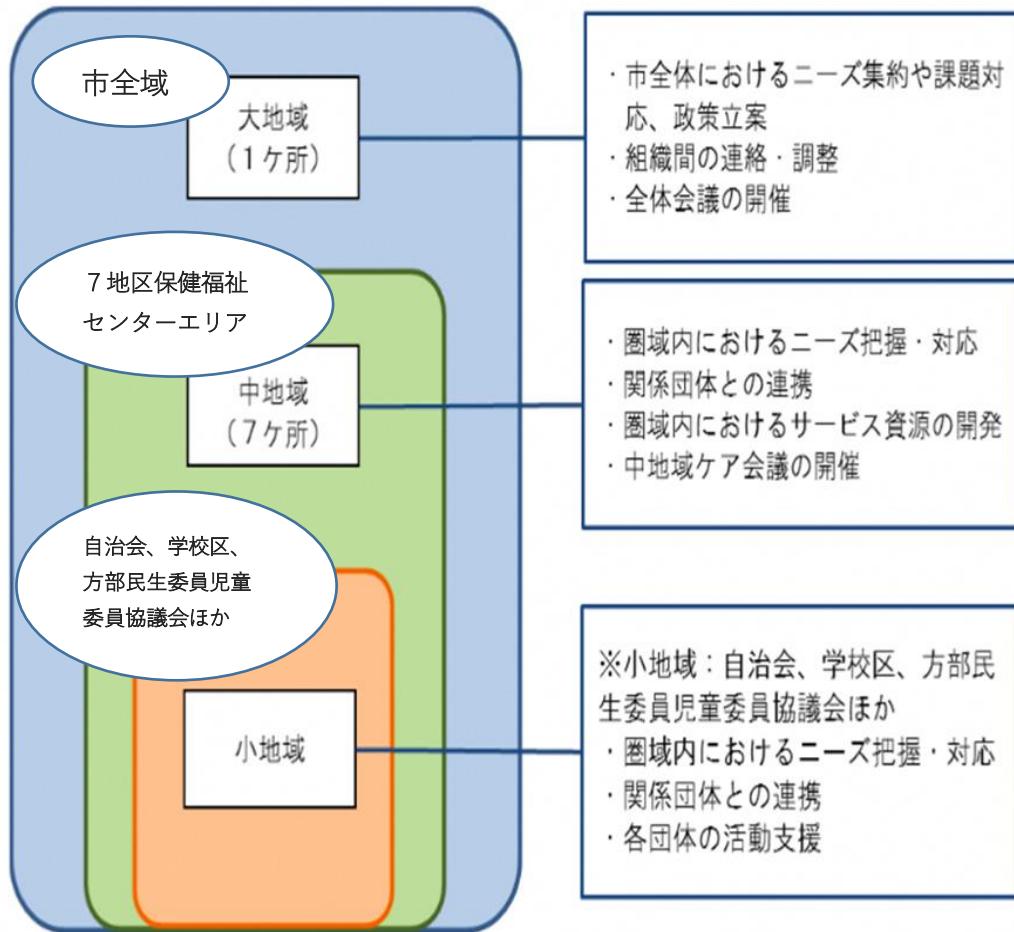 市全域
大地域
（1ケ所）
・市全体におけるニーズ集約や課題対
応、政策立案
・組織間の連絡・調整
・全体会議の開催
７地区保健福祉
センターエリア
中地域
（7ケ所）
・圏域内におけるニーズ把握・対応
・関係団体との連携
・圏域内におけるサービス資源の開発
・中地域ケア会議の開催
自治会、学校区、
方部民生委員児童
委員協議会ほか
小地域
※小地域：自治会、学校区、方部民
生委員児童委員協議会ほか
・圏域内におけるニーズ把握・対応
・関係団体との連携
・各団体の活動支援